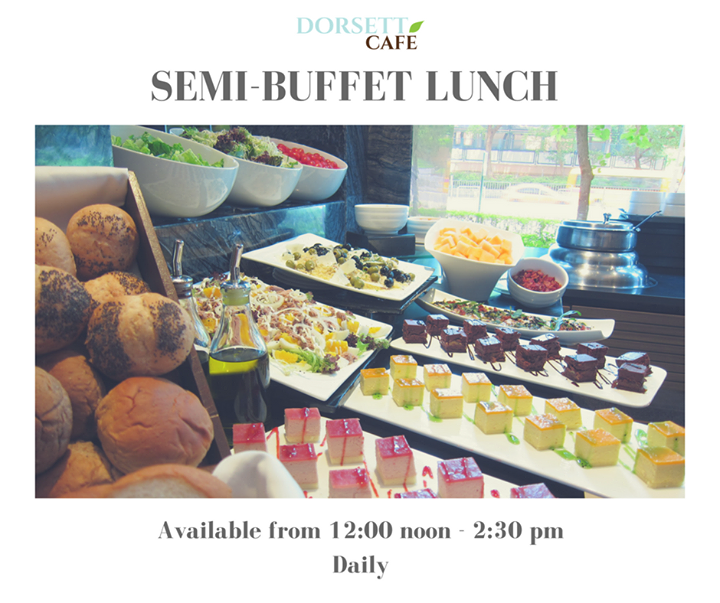 DORSETT
CAFE
SEMI-BUFFET LUNCH
Available from 12:00 noon - 2:30 pm
Daily